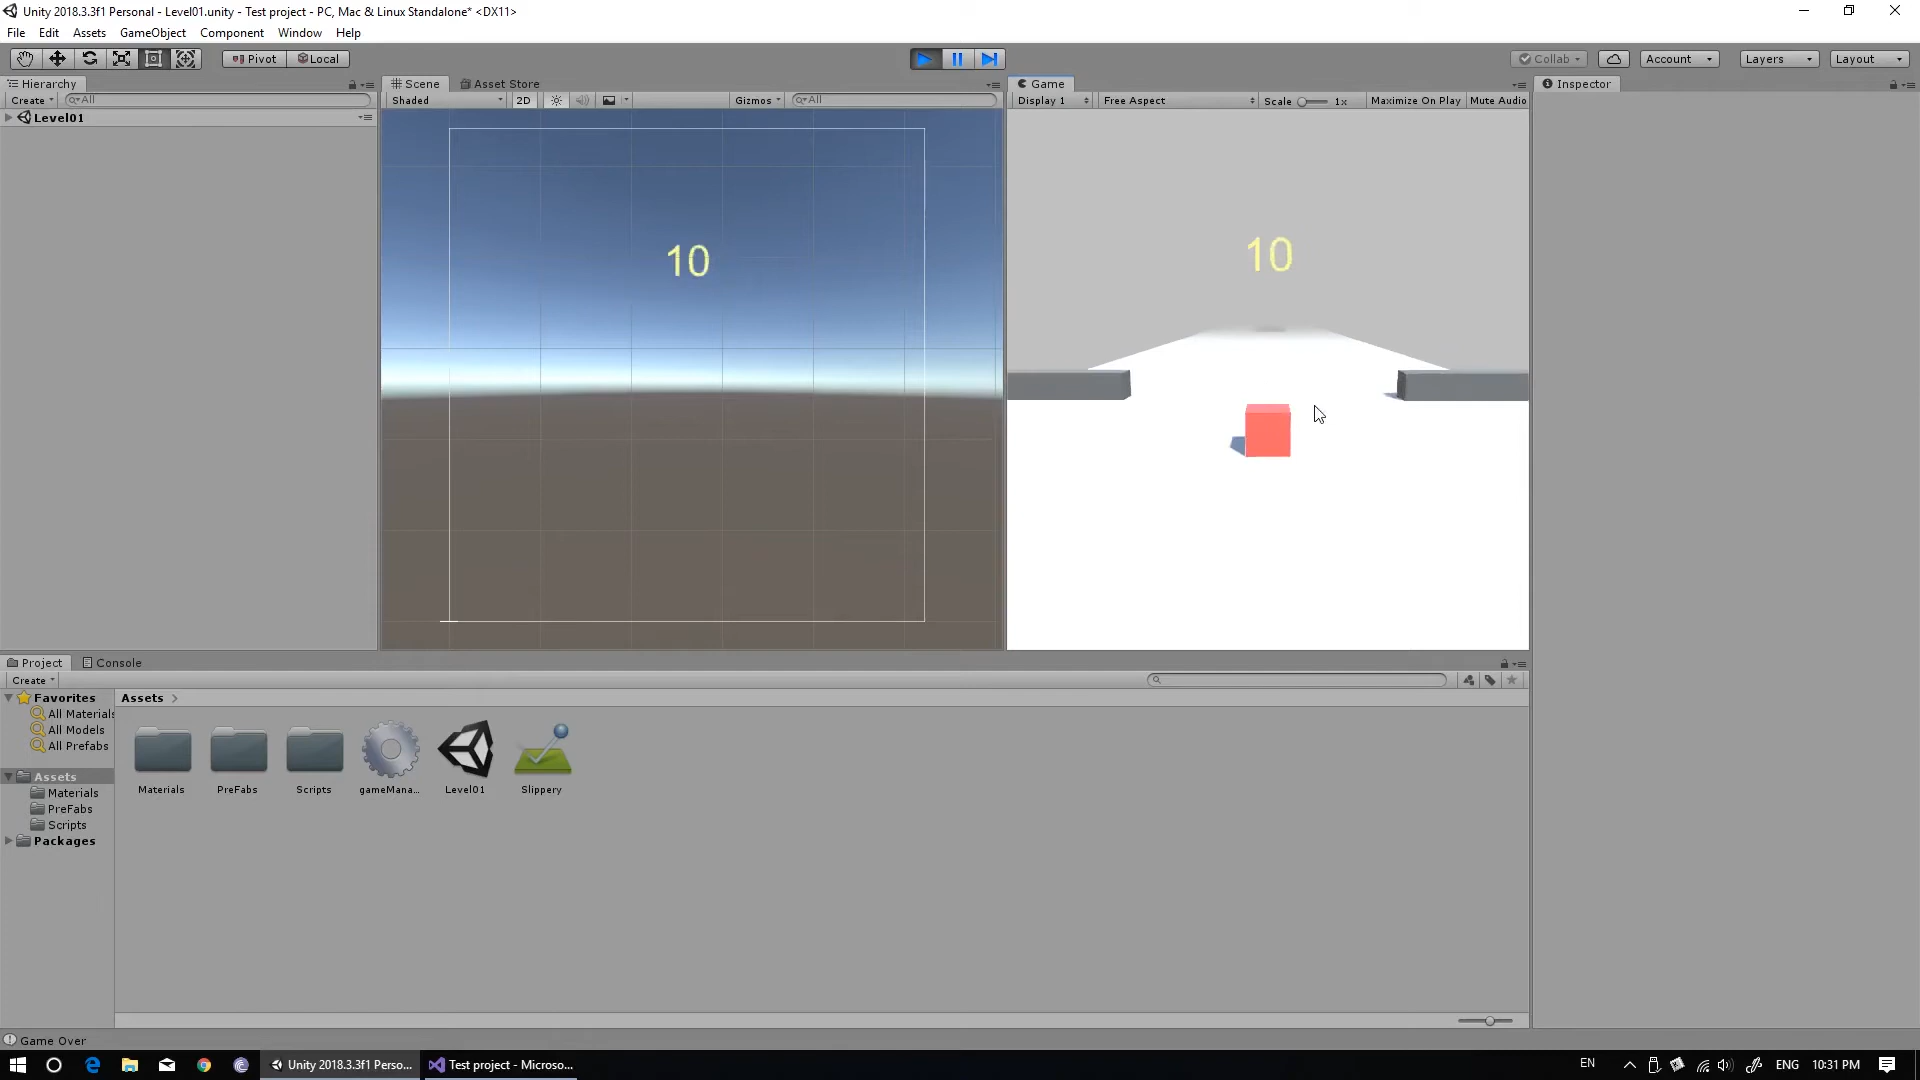 Unity 2018.3.3f1 Personal - Level01.unity - Test project - PC, Mac & Linux Standalone* <DX11>
File Edit Assets GameObject Component Window Help
Pivot Local Collab Account Layers Layout
Hierarchy Scene Asset Store Game Inspector
Create All Shaded 2D Gizmos All Display 1 Free Aspect Scale 1x Maximize On Play Mute Audio
Level01
10
10
Project Console
Create
Favorites
All Materials
All Models
All Prefabs
Assets
Materials
PreFabs
Scripts
Packages
Assets >
Materials PreFabs Scripts gameMana... Level01 Slippery
Game Over
Unity 2018.3.3f1 Perso... Test project - Microso... EN ENG 10:31 PM